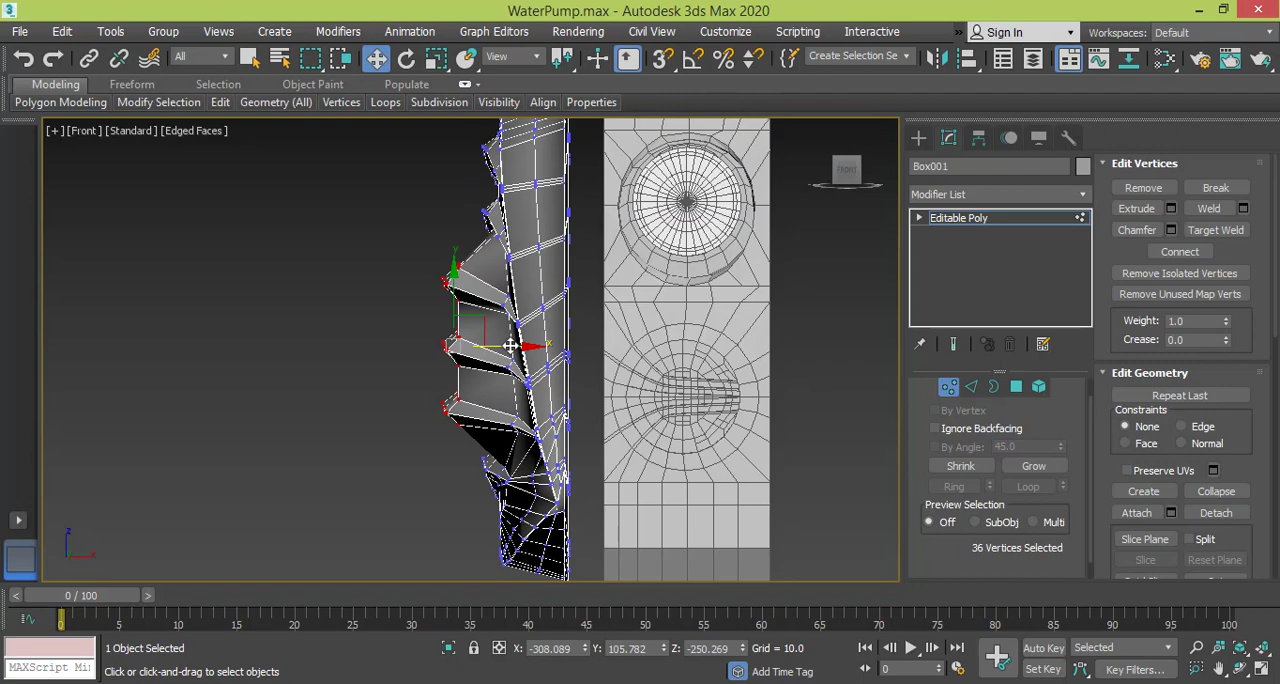 WaterPump.max - Autodesk 3ds Max 2020
File Edit Tools Group Views Create Modifiers Animation Graph Editors Rendering Civil View Customize Scripting Interactive Sign In Workspaces: Default
All View Create Selection Se
Modeling Freeform Selection Object Paint Populate
Polygon Modeling Modify Selection Edit Geometry (All) Vertices Loops Subdivision Visibility Align Properties
[+] [Front] [Standard] [Edged Faces]
FRONT
y
x
z
Box001
Modifier List
Editable Poly
By Vertex
Ignore Backfacing
By Angle: 45.0
Shrink Grow
Ring Loop
Preview Selection
Off SubObj Multi
36 Vertices Selected
Edit Vertices
Remove Break
Extrude Weld
Chamfer Target Weld
Connect
Remove Isolated Vertices
Remove Unused Map Verts
Weight: 1.0
Crease: 0.0
Edit Geometry
Repeat Last
Constraints
None Edge
Face Normal
Preserve UVs
Create Collapse
Attach Detach
Slice Plane Split
Slice Reset Plane
0 / 100
0 5 10 15 20 25 30 35 40 45 50 55 60 65 70 75 80 85 90 95 100
1 Object Selected X: -308.089 Y: 105.782 Z: -250.269 Grid = 10.0 Auto Key Selected
MAXScript Mi Click or click-and-drag to select objects Add Time Tag 0 Set Key Key Filters...